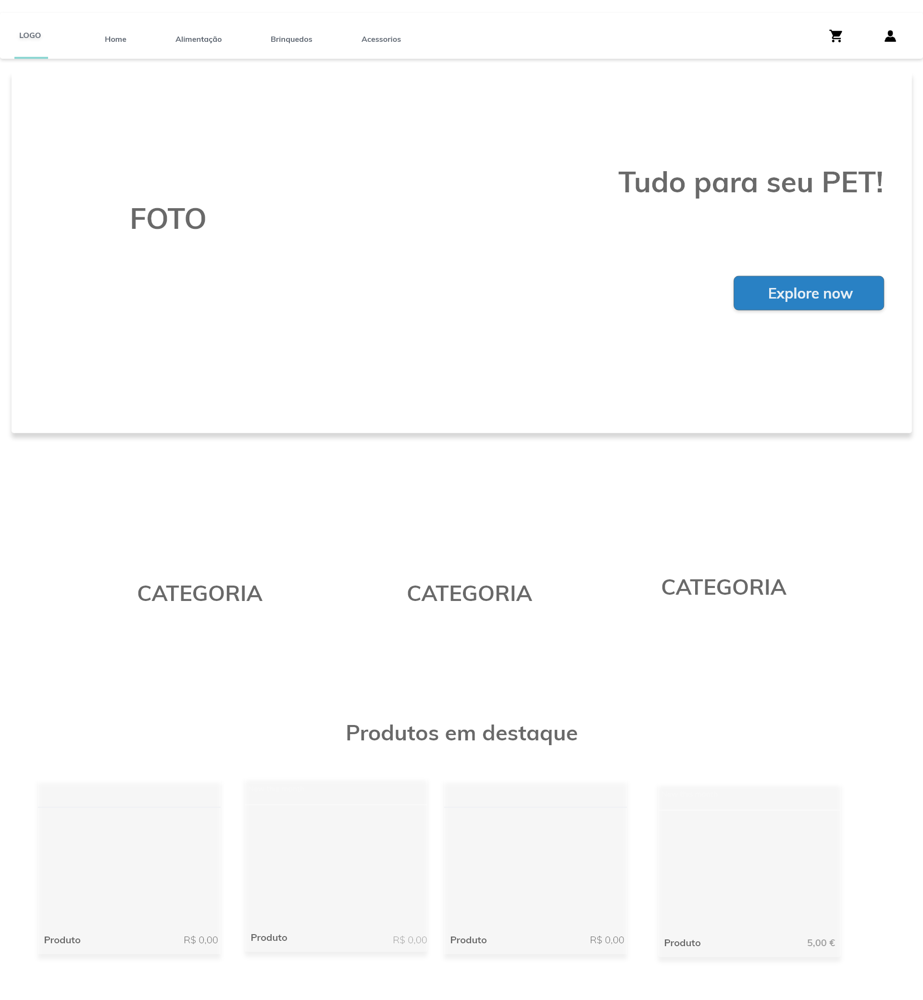 LOGO
Home
Alimentação
Brinquedos
Acessorios
Tudo para seu PET!
FOTO
Explore now
CATEGORIA
CATEGORIA
CATEGORIA
Produtos em destaque
Produto
R$ 0,00
Produto
R$ 0,00
Produto
R$ 0,00
Produto
5,00 €